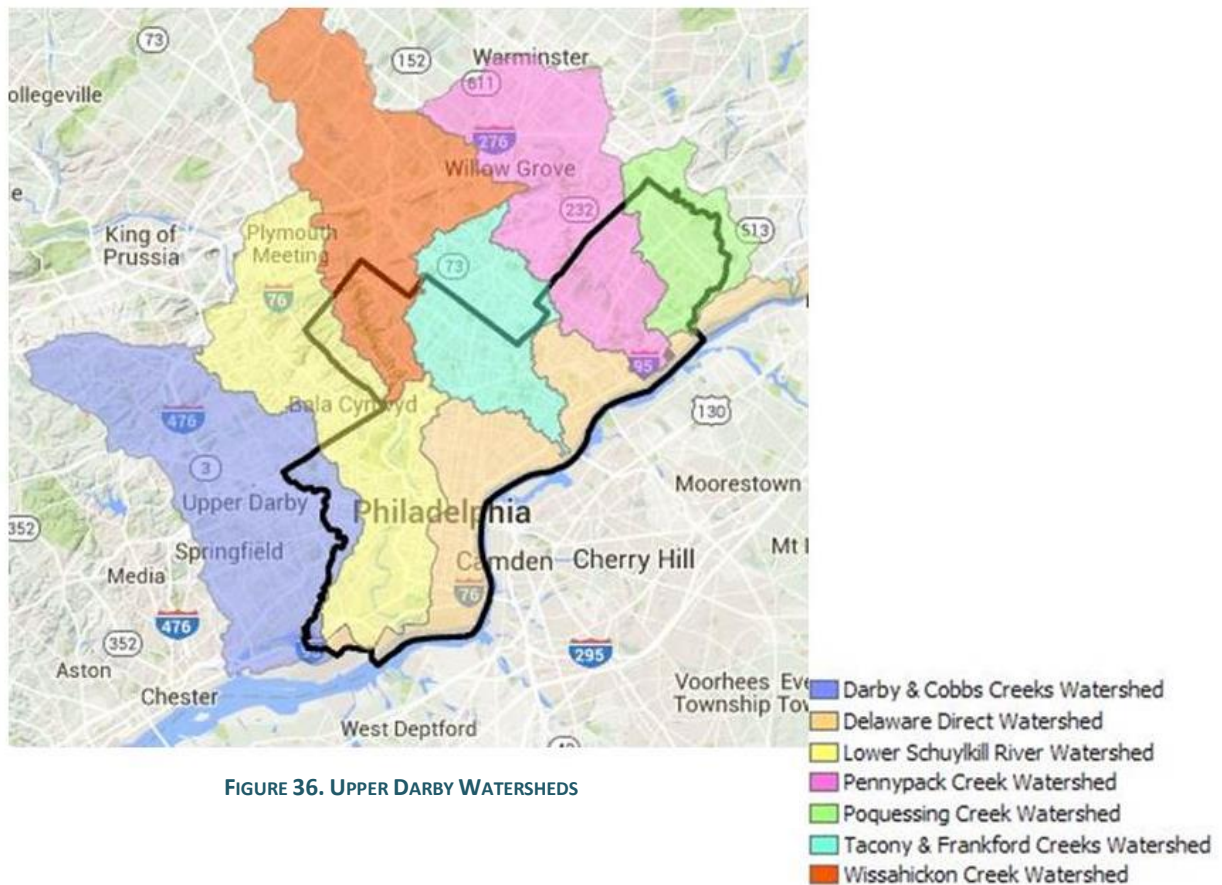 73
152
Warminster
611
ollegeville
276
Willow Grove
e
232
513
King of
Prussia
Plymouth
Meeting
73
76
95
130
Bala Cynwyd
476
3
Moorestown
Upper Darby
Philadelphia
352
Springfield
Camden
Cherry Hill
Mt
Media
76
476
352
295
Aston
Chester
Voorhees
Eve
Township
Tow
West Deptford
FIGURE 36. UPPER DARBY WATERSHEDS
Darby & Cobbs Creeks Watershed
Delaware Direct Watershed
Lower Schuylkill River Watershed
Pennypack Creek Watershed
Poquessing Creek Watershed
Tacony & Frankford Creeks Watershed
Wissahickon Creek Watershed